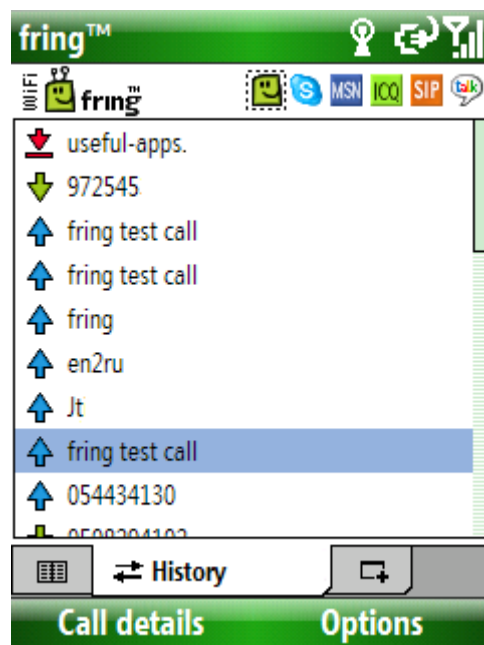 fring™
WiFi fring™ MSN ICQ SIP talk
useful-apps.
972545
fring test call
fring test call
fring
en2ru
Jt
fring test call
054434130
History
Call details Options